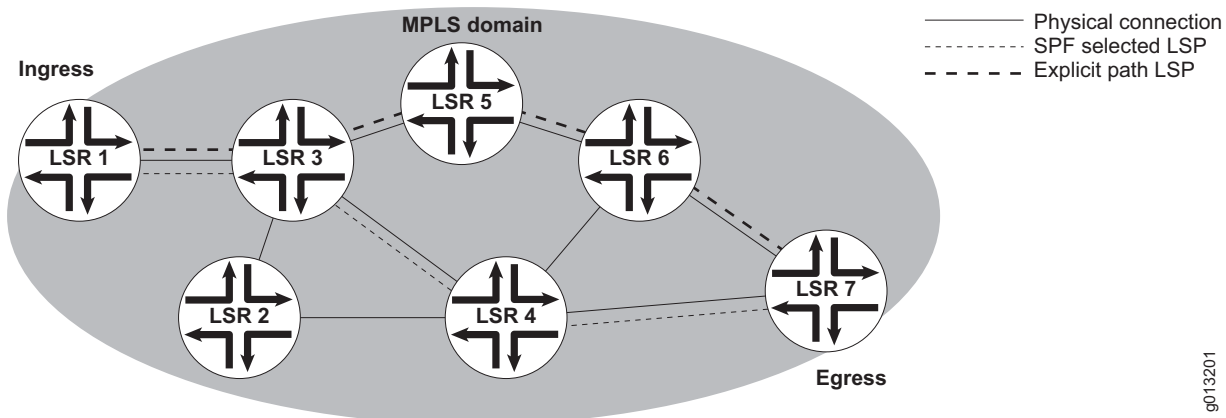 MPLS domain
Physical connection
SPF selected LSP
Explicit path LSP
Ingress
LSR 5
LSR 1
LSR 3
LSR 6
LSR 2
LSR 4
LSR 7
Egress
g013201